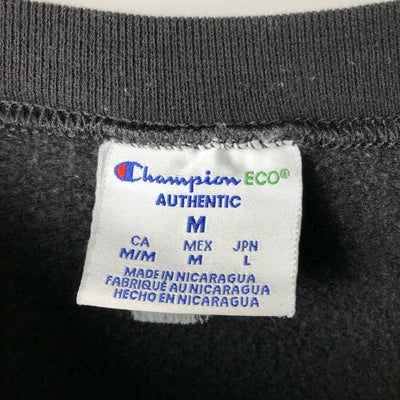 Champion ECO®
AUTHENTIC
M
CA MEX JPN
M/M M L
MADE IN NICARAGUA
FABRIQUÉ AU NICARAGUA
HECHO EN NICARAGUA